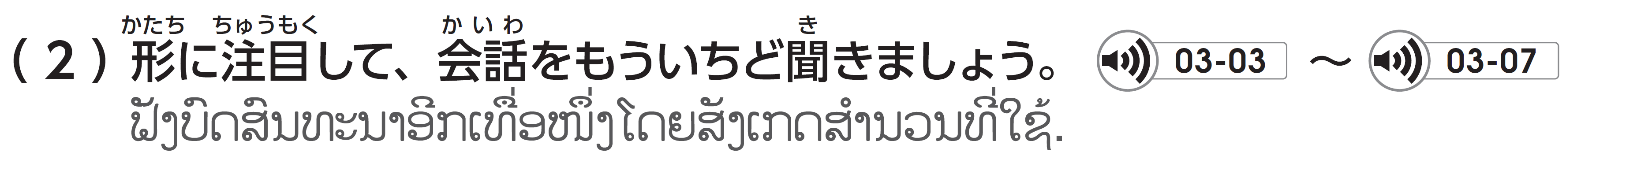 かたち ちゅうもく かいわ き
(2)形に注目して、会話をもういちど聞きましょう。 03-03 ～ 03-07
ຟັງບົດສົນທະນາອີກເທື່ອໜຶ່ງໂດຍສັງເກດສຳນວນທີ່ໃຊ້.